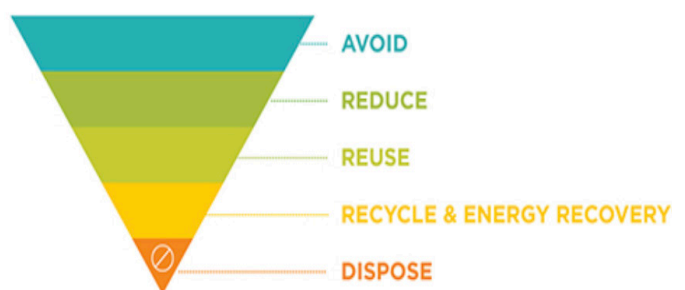 AVOID
REDUCE
REUSE
RECYCLE & ENERGY RECOVERY
DISPOSE